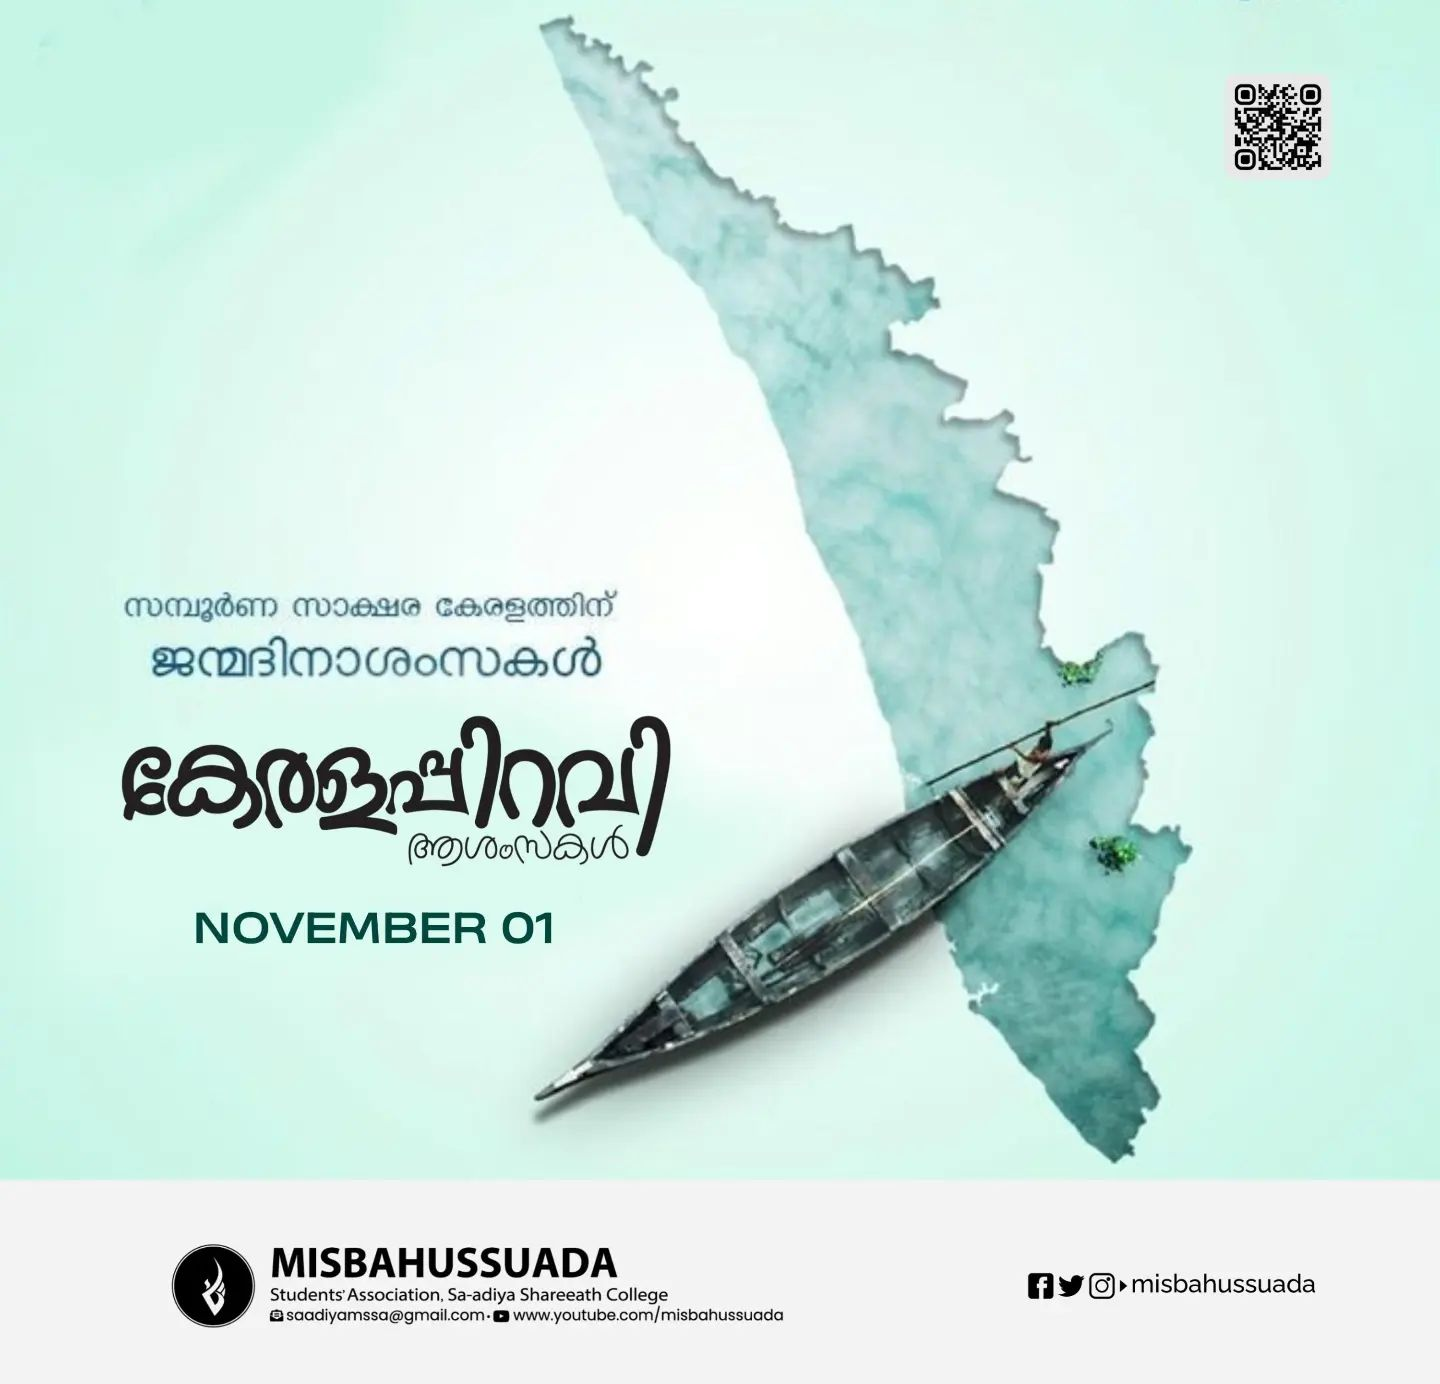 സമ്പൂർണ സാക്ഷര കേരളത്തിന്
ജന്മദിനാശംസകൾ
കേരളപ്പിറവി
ആശംസകൾ
NOVEMBER 01
MISBAHUSSUADA
Students' Association, Sa-adiya Shareeath College
saadiyamssa@gmail.com · www.youtube.com/misbahussuada
misbahussuada